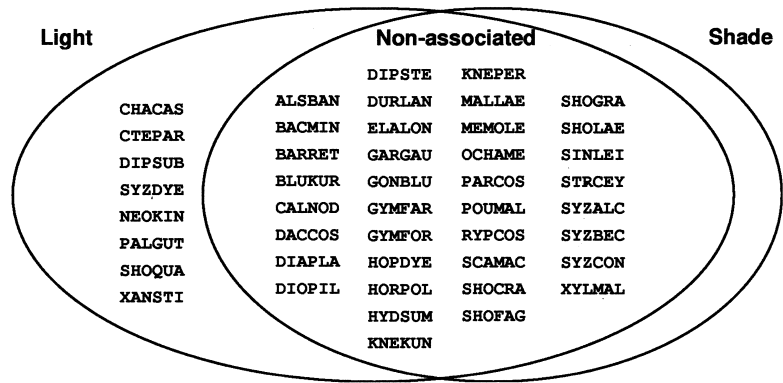 Light Non-associated Shade
DIPSTE KNEPER
CHACAS ALSBAN DURLAN MALLAE SHOGRA
CTEPAR BACMIN ELALON MEMOLE SHOLAE
DIPSUB BARRET GARGAU OCHAME SINLEI
SYZDYE BLUKUR GONBLU PARCOS STRCEY
NEOKIN CALNOD GYMFAR POUMAL SYZALC
PALGUT DACCOS GYMFOR RYPCOS SYZBEC
SHOQUA DIAPLA HOPDYE SCAMAC SYZCON
XANSTI DIOPIL HORPOL SHOCRA XYLMAL
HYDSUM SHOFAG
KNEKUN